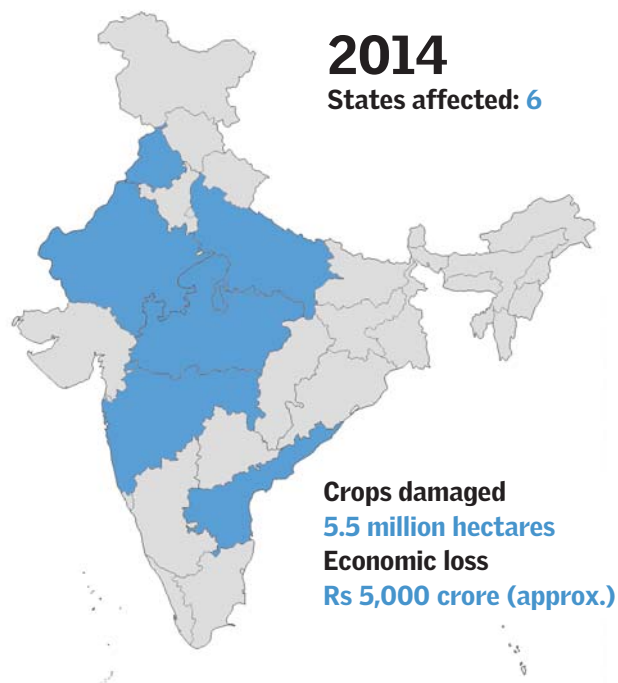 2014
States affected: 6
Crops damaged
5.5 million hectares
Economic loss
Rs 5,000 crore (approx.)